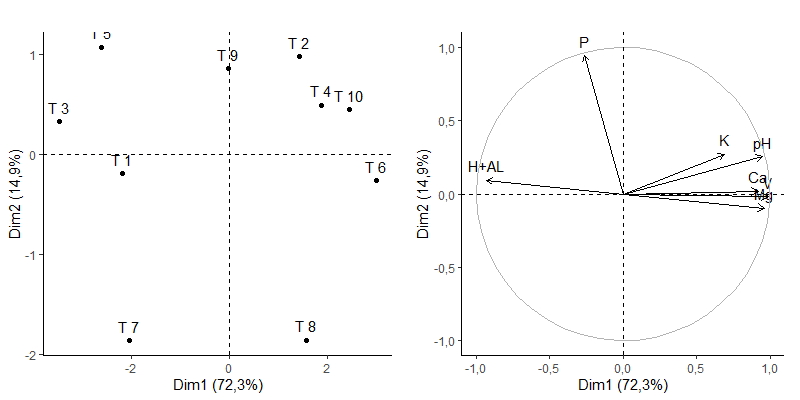 T 5
T 9
T 2
T 4
T 10
T 3
T 1
T 6
T 7
T 8
1
0
-1
-2
-2
0
2
Dim1 (72,3%)
Dim2 (14,9%)
P
K
pH
H+AL
Ca
V
Mg
1,0
0,5
0,0
-0,5
-1,0
-1,0
-0,5
0,0
0,5
1,0
Dim1 (72,3%)
Dim2 (14,9%)